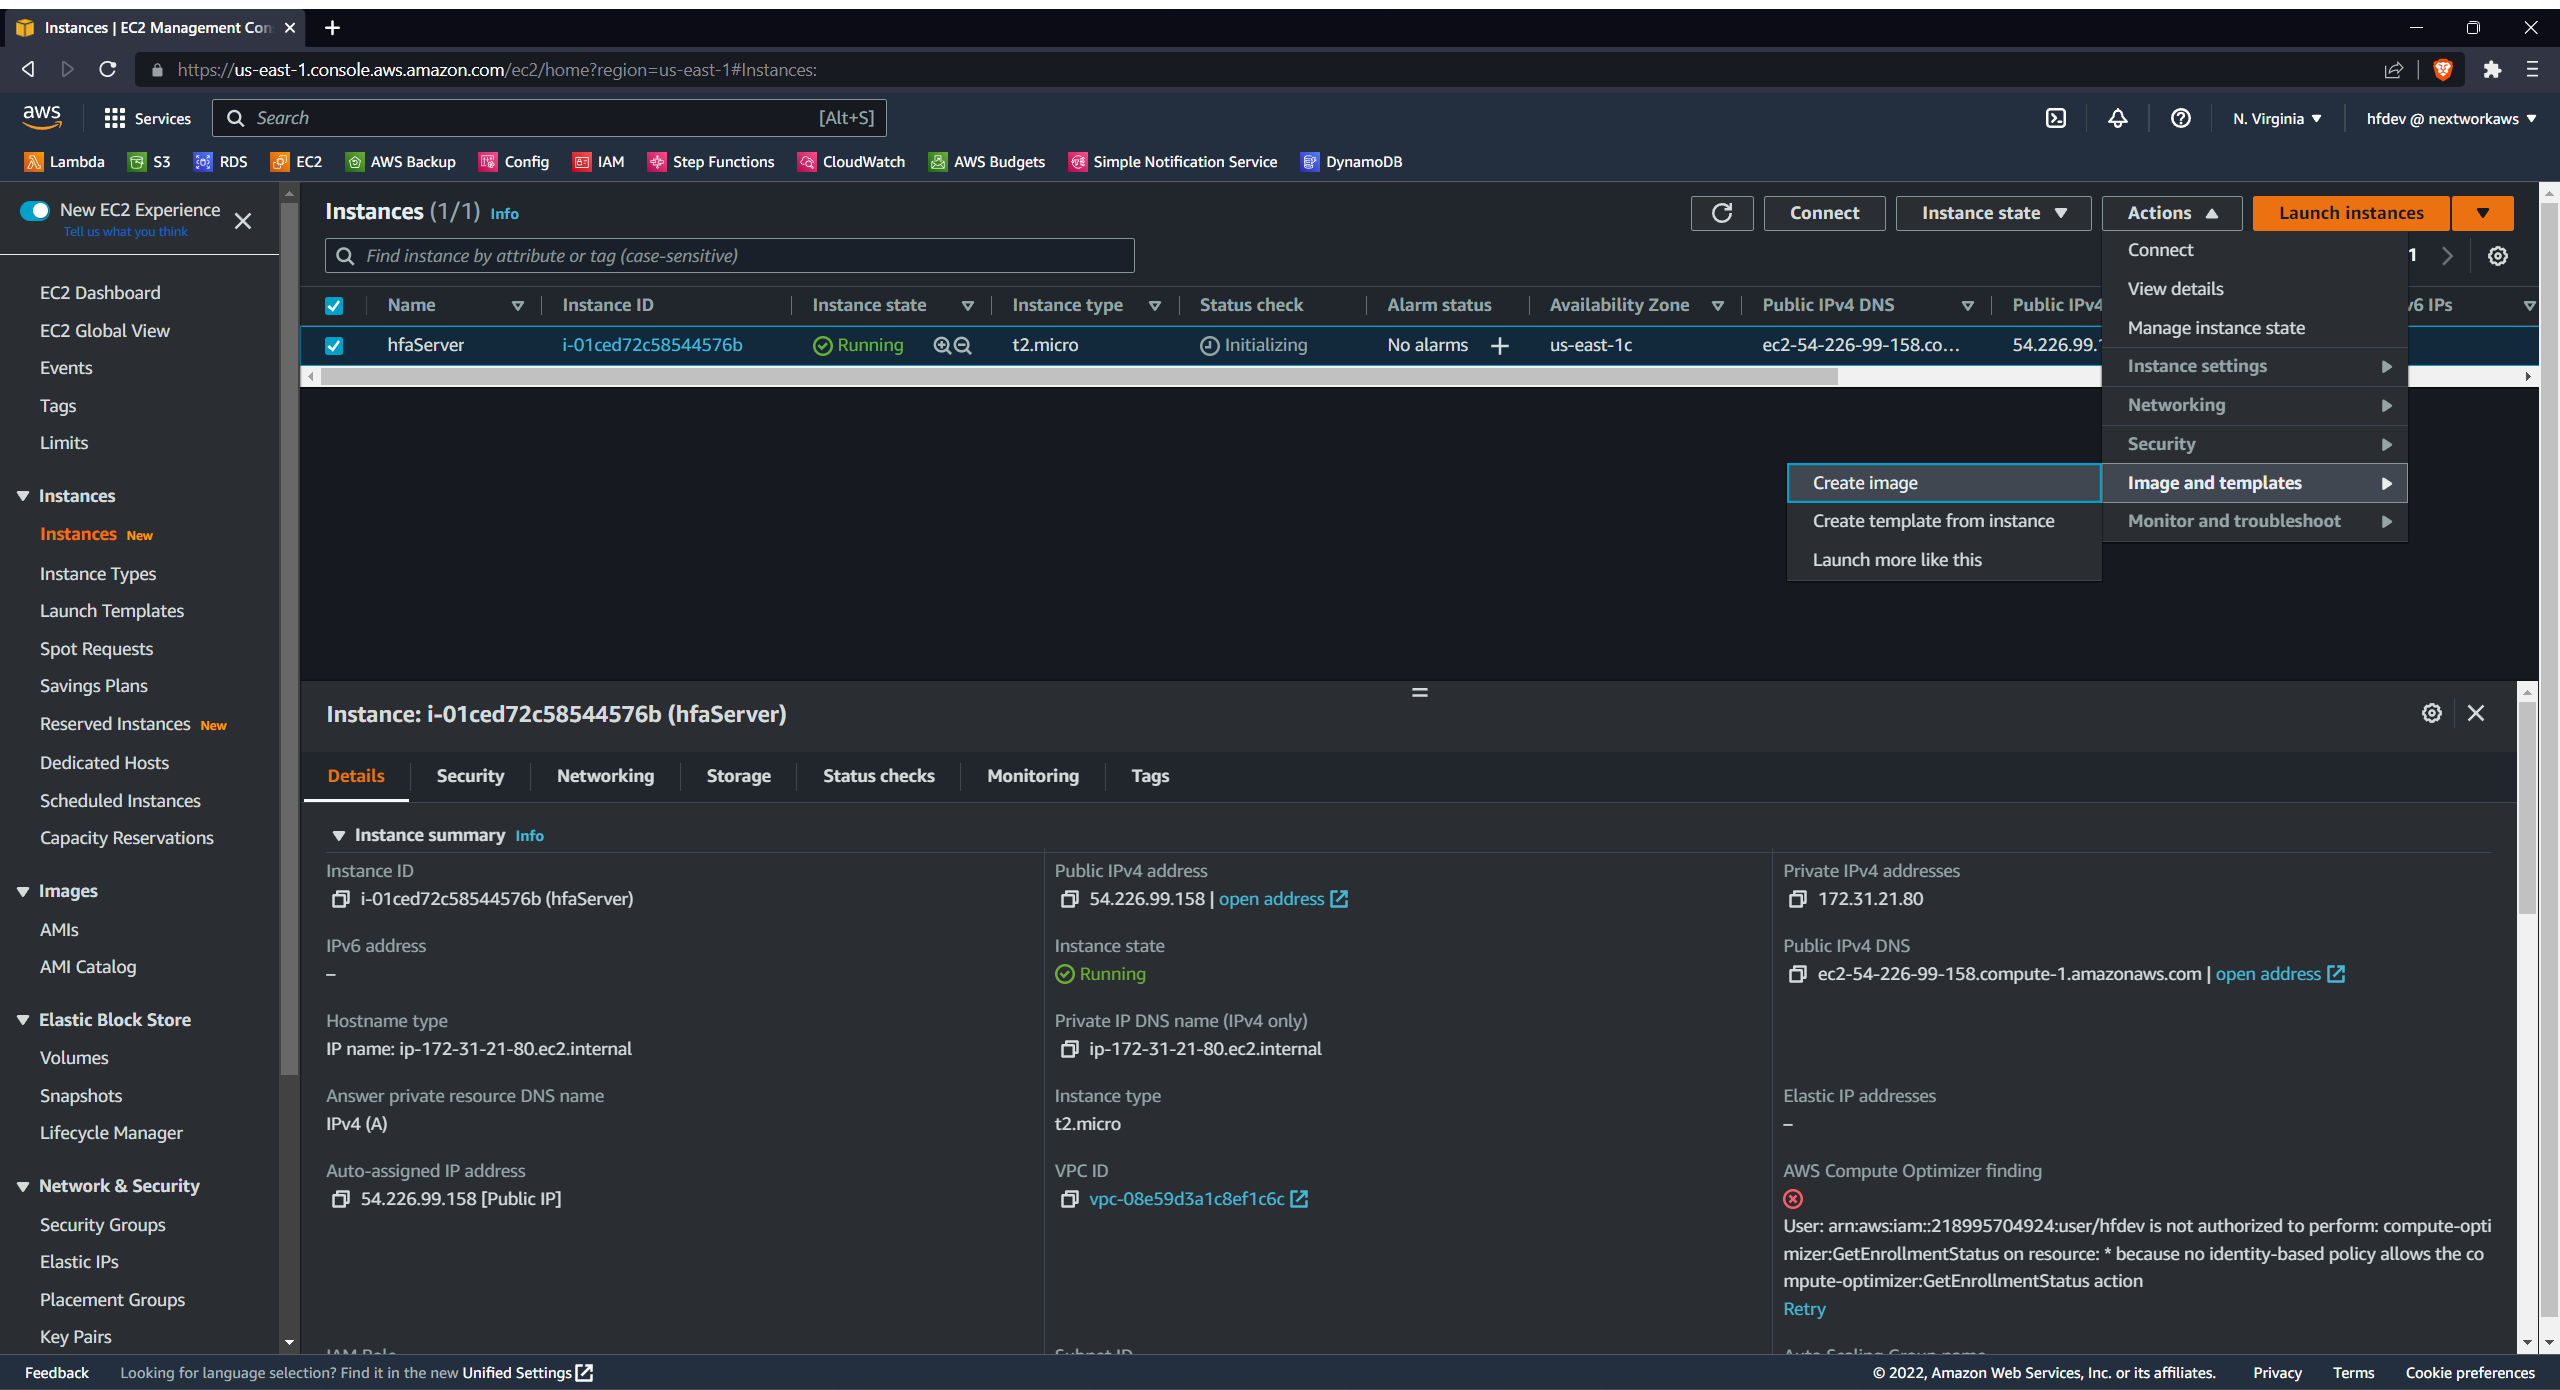 Instances | EC2 Management Con
https://us-east-1.console.aws.amazon.com/ec2/home?region=us-east-1#Instances:
aws Services Search [Alt+S] N. Virginia hfdev @ nextworkaws
Lambda S3 RDS EC2 AWS Backup Config IAM Step Functions CloudWatch AWS Budgets Simple Notification Service DynamoDB
New EC2 Experience
Tell us what you think
EC2 Dashboard
EC2 Global View
Events
Tags
Limits
Instances
Instances New
Instance Types
Launch Templates
Spot Requests
Savings Plans
Reserved Instances New
Dedicated Hosts
Scheduled Instances
Capacity Reservations
Images
AMIs
AMI Catalog
Elastic Block Store
Volumes
Snapshots
Lifecycle Manager
Network & Security
Security Groups
Elastic IPs
Placement Groups
Key Pairs
Instances (1/1) Info
Connect Instance state Actions Launch instances
Find instance by attribute or tag (case-sensitive)
1
Name Instance ID Instance state Instance type Status check Alarm status Availability Zone Public IPv4 DNS Public IPv4 v6 IPs
hfaServer i-01ced72c58544576b Running t2.micro Initializing No alarms + us-east-1c ec2-54-226-99-158.co... 54.226.99.1
Connect
View details
Manage instance state
Instance settings
Networking
Security
Image and templates
Monitor and troubleshoot
Create image
Create template from instance
Launch more like this
Instance: i-01ced72c58544576b (hfaServer)
Details Security Networking Storage Status checks Monitoring Tags
Instance summary Info
Instance ID
i-01ced72c58544576b (hfaServer)
Public IPv4 address
54.226.99.158 | open address
Private IPv4 addresses
172.31.21.80
IPv6 address
–
Instance state
Running
Public IPv4 DNS
ec2-54-226-99-158.compute-1.amazonaws.com | open address
Hostname type
IP name: ip-172-31-21-80.ec2.internal
Private IP DNS name (IPv4 only)
ip-172-31-21-80.ec2.internal
Answer private resource DNS name
IPv4 (A)
Instance type
t2.micro
Elastic IP addresses
–
Auto-assigned IP address
54.226.99.158 [Public IP]
VPC ID
vpc-08e59d3a1c8ef1c6c
AWS Compute Optimizer finding
User: arn:aws:iam::218995704924:user/hfdev is not authorized to perform: compute-opti
mizer:GetEnrollmentStatus on resource: * because no identity-based policy allows the co
mpute-optimizer:GetEnrollmentStatus action
Retry
IAM Role
Subnet ID
Auto Scaling Group name
Feedback Looking for language selection? Find it in the new Unified Settings © 2022, Amazon Web Services, Inc. or its affiliates. Privacy Terms Cookie preferences